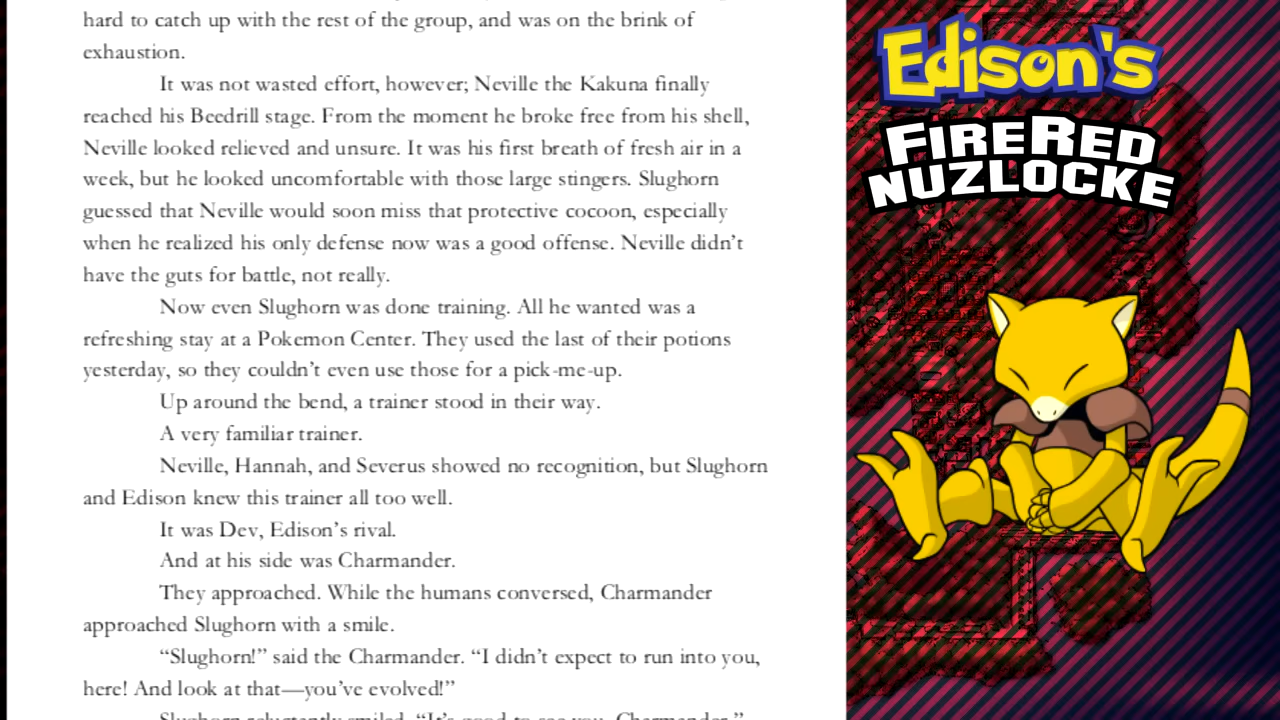 hard to catch up with the rest of the group, and was on the brink of
exhaustion.
It was not wasted effort, however; Neville the Kakuna finally
reached his Beedrill stage. From the moment he broke free from his shell,
Neville looked relieved and unsure. It was his first breath of fresh air in a
week, but he looked uncomfortable with those large stingers. Slughorn
guessed that Neville would soon miss that protective cocoon, especially
when he realized his only defense now was a good offense. Neville didn’t
have the guts for battle, not really.
Now even Slughorn was done training. All he wanted was a
refreshing stay at a Pokemon Center. They used the last of their potions
yesterday, so they couldn’t even use those for a pick-me-up.
Up around the bend, a trainer stood in their way.
A very familiar trainer.
Neville, Hannah, and Severus showed no recognition, but Slughorn
and Edison knew this trainer all too well.
It was Dev, Edison’s rival.
And at his side was Charmander.
They approached. While the humans conversed, Charmander
approached Slughorn with a smile.
“Slughorn!” said the Charmander. “I didn’t expect to run into you,
here! And look at that—you’ve evolved!”
Slughorn reluctantly smiled. “It’s good to see you, Charmander.”
Edison's
FIRERED
NUZLOCKE